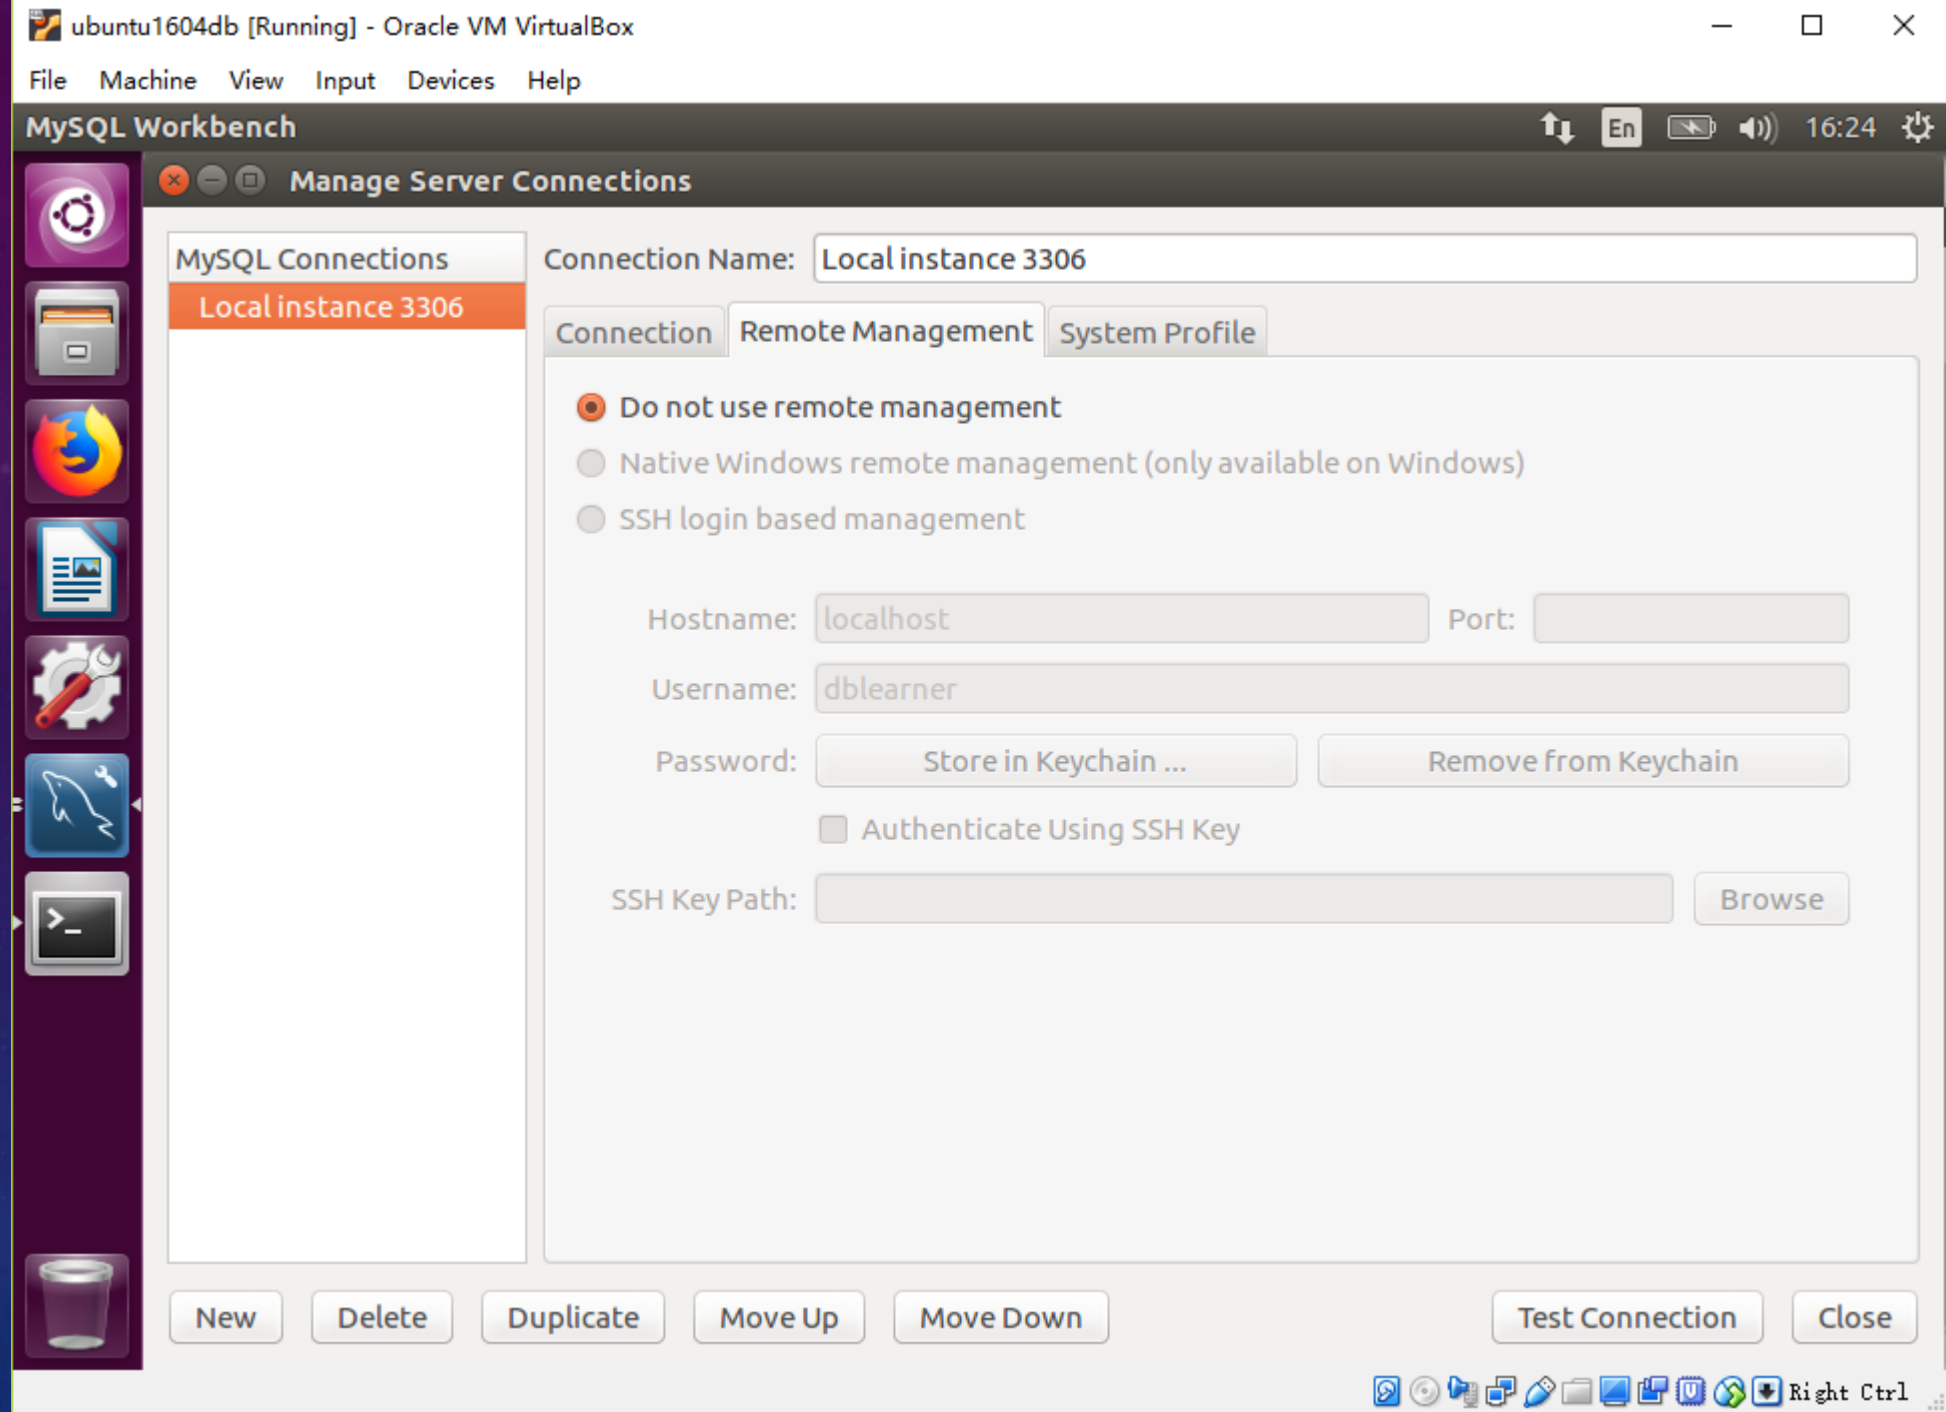 ubuntu1604db [Running] - Oracle VM VirtualBox
File Machine View Input Devices Help
MySQL Workbench En 16:24
Manage Server Connections
MySQL Connections
Local instance 3306
Connection Name: Local instance 3306
Connection Remote Management System Profile
Do not use remote management
Native Windows remote management (only available on Windows)
SSH login based management
Hostname: localhost Port:
Username: dblearner
Password: Store in Keychain ... Remove from Keychain
Authenticate Using SSH Key
SSH Key Path: Browse
New Delete Duplicate Move Up Move Down Test Connection Close
Right Ctrl